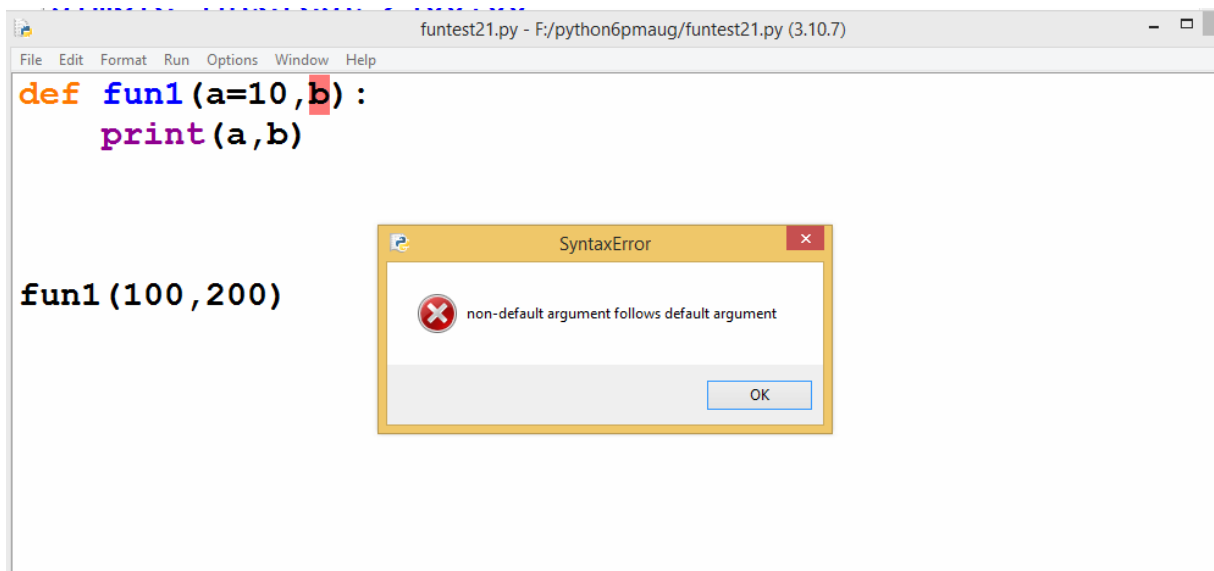 funtest21.py - F:/python6pmaug/funtest21.py (3.10.7)
File Edit Format Run Options Window Help
def fun1(a=10,b):
    print(a,b)
SyntaxError
non-default argument follows default argument
OK
fun1(100,200)